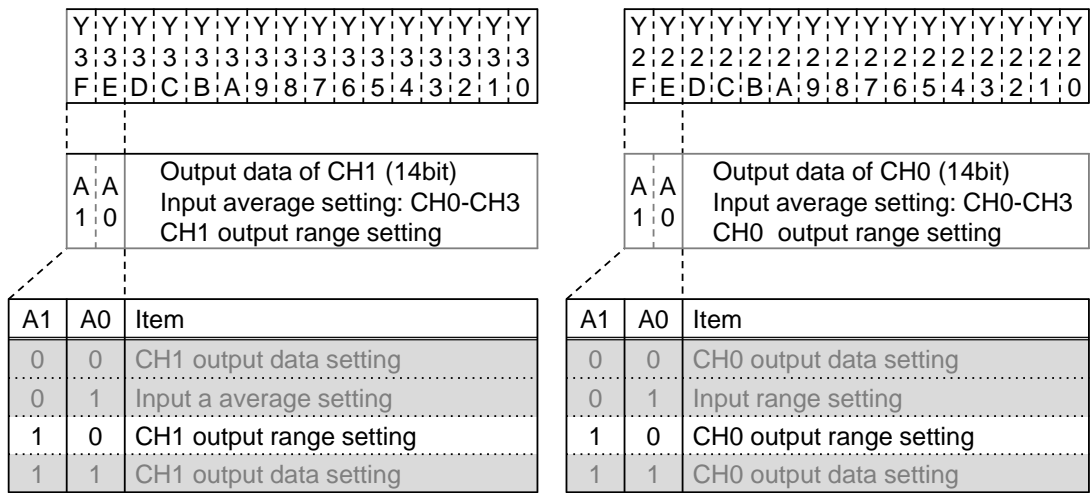 Y Y Y Y Y Y Y Y Y Y Y Y Y Y Y Y
3 3 3 3 3 3 3 3 3 3 3 3 3 3 3 3
F E D C B A 9 8 7 6 5 4 3 2 1 0
A1 A0
Output data of CH1 (14bit)
Input average setting: CH0-CH3
CH1 output range setting
A1 A0 Item
0 0 CH1 output data setting
0 1 Input a average setting
1 0 CH1 output range setting
1 1 CH1 output data setting
Y Y Y Y Y Y Y Y Y Y Y Y Y Y Y Y
2 2 2 2 2 2 2 2 2 2 2 2 2 2 2 2
F E D C B A 9 8 7 6 5 4 3 2 1 0
A1 A0
Output data of CH0 (14bit)
Input average setting: CH0-CH3
CH0 output range setting
A1 A0 Item
0 0 CH0 output data setting
0 1 Input range setting
1 0 CH0 output range setting
1 1 CH0 output data setting